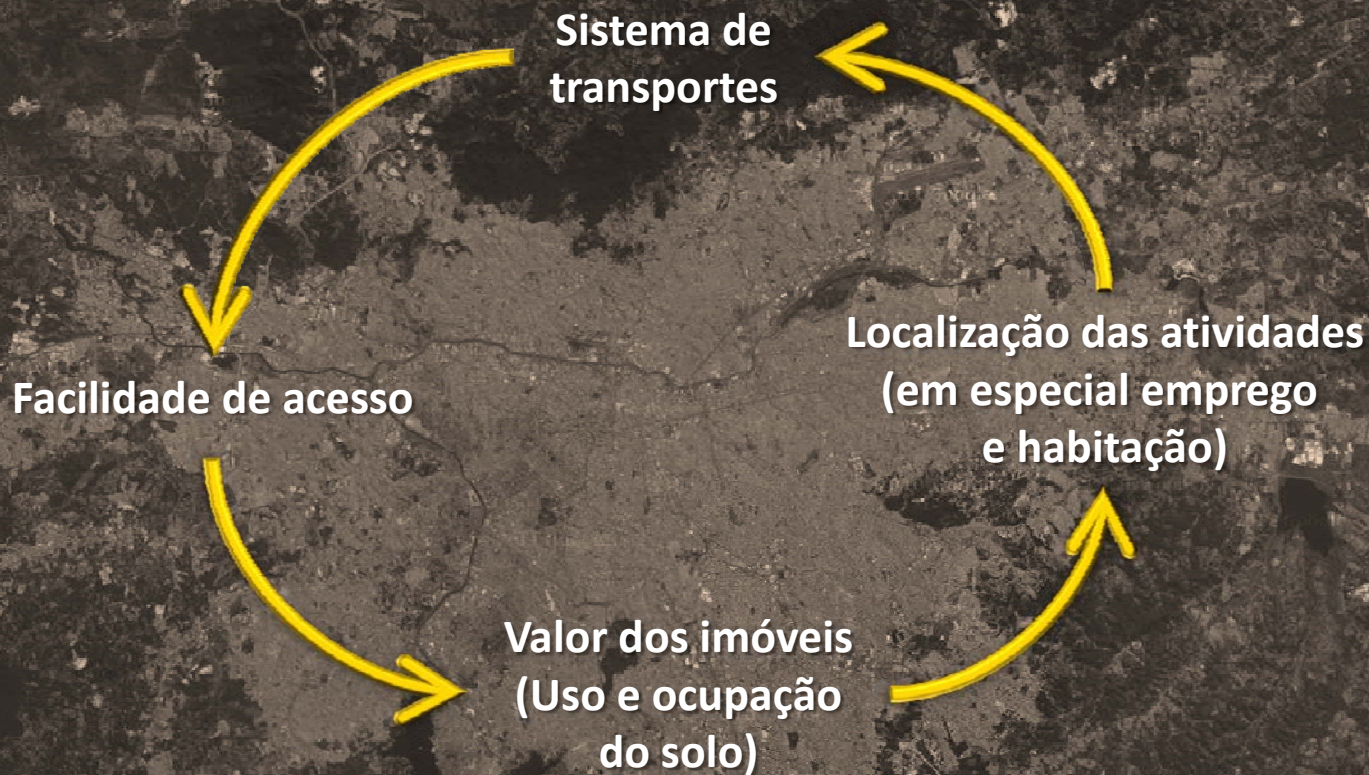 Sistema de
transportes
Facilidade de acesso
Valor dos imóveis
(Uso e ocupação
do solo)
Localização das atividades
(em especial emprego
e habitação)